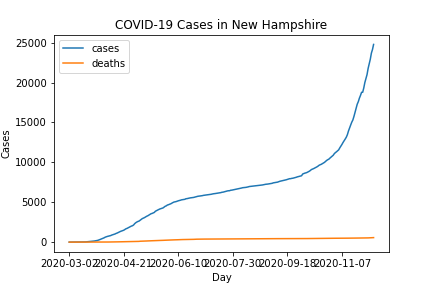 COVID-19 Cases in New Hampshire
cases
deaths
25000
20000
15000
10000
5000
0
Cases
2020-03-02
2020-04-21
2020-06-10
2020-07-30
2020-09-18
2020-11-07
Day